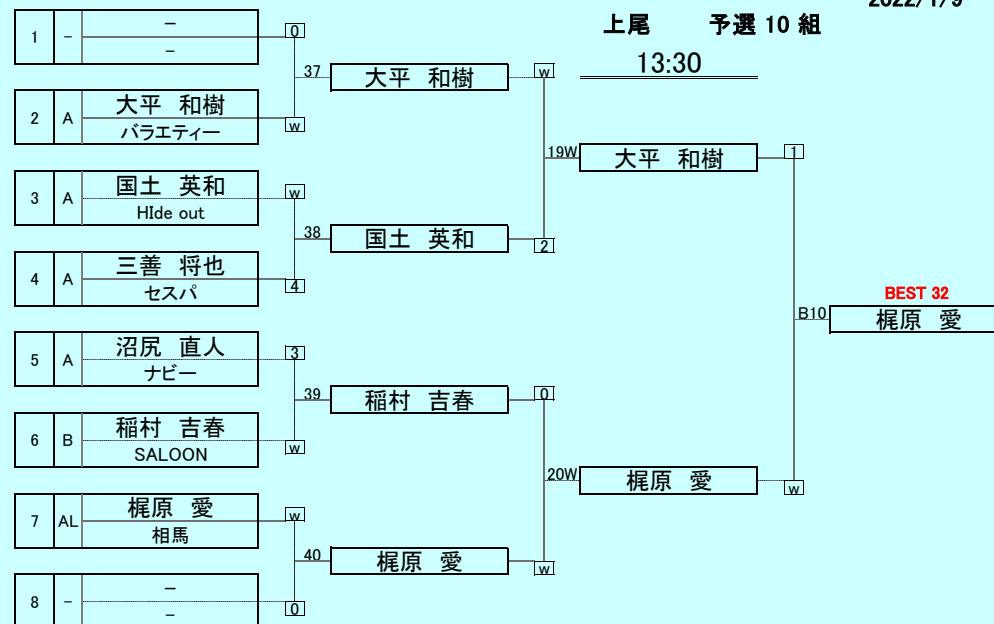 2022/1/9
上尾 予選 10 組
13:30
1 - －
－
0
37 大平 和樹 w
2 A 大平 和樹
バラエティー
w
19W 大平 和樹 1
3 A 国土 英和
HIde out
w
38 国土 英和 2
4 A 三善 将也
セスパ
4
BEST 32
B10 梶原 愛
5 A 沼尻 直人
ナビー
3
39 稲村 吉春 0
6 B 稲村 吉春
SALOON
w
20W 梶原 愛 w
7 AL 梶原 愛
相馬
w
40 梶原 愛 w
8 - －
－
0